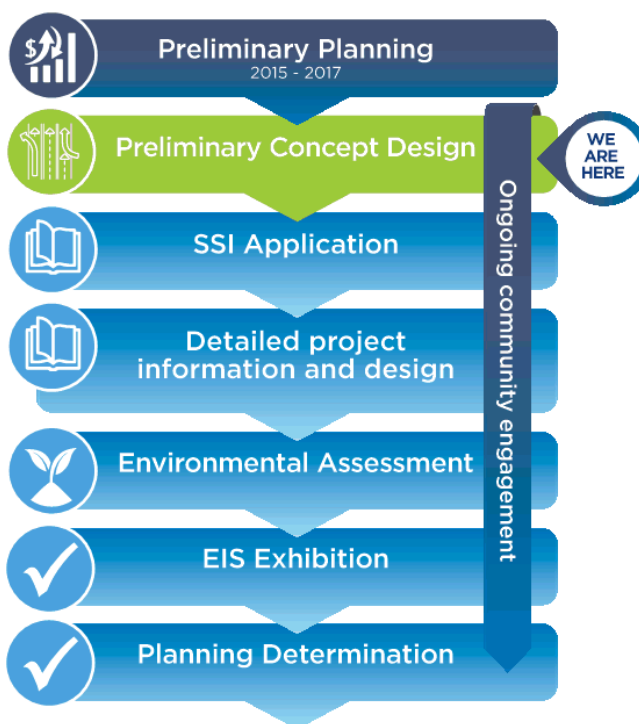 $
Preliminary Planning
2015 - 2017
Preliminary Concept Design
WE
ARE
HERE
SSI Application
Detailed project
information and design
Environmental Assessment
EIS Exhibition
Planning Determination
Ongoing community engagement